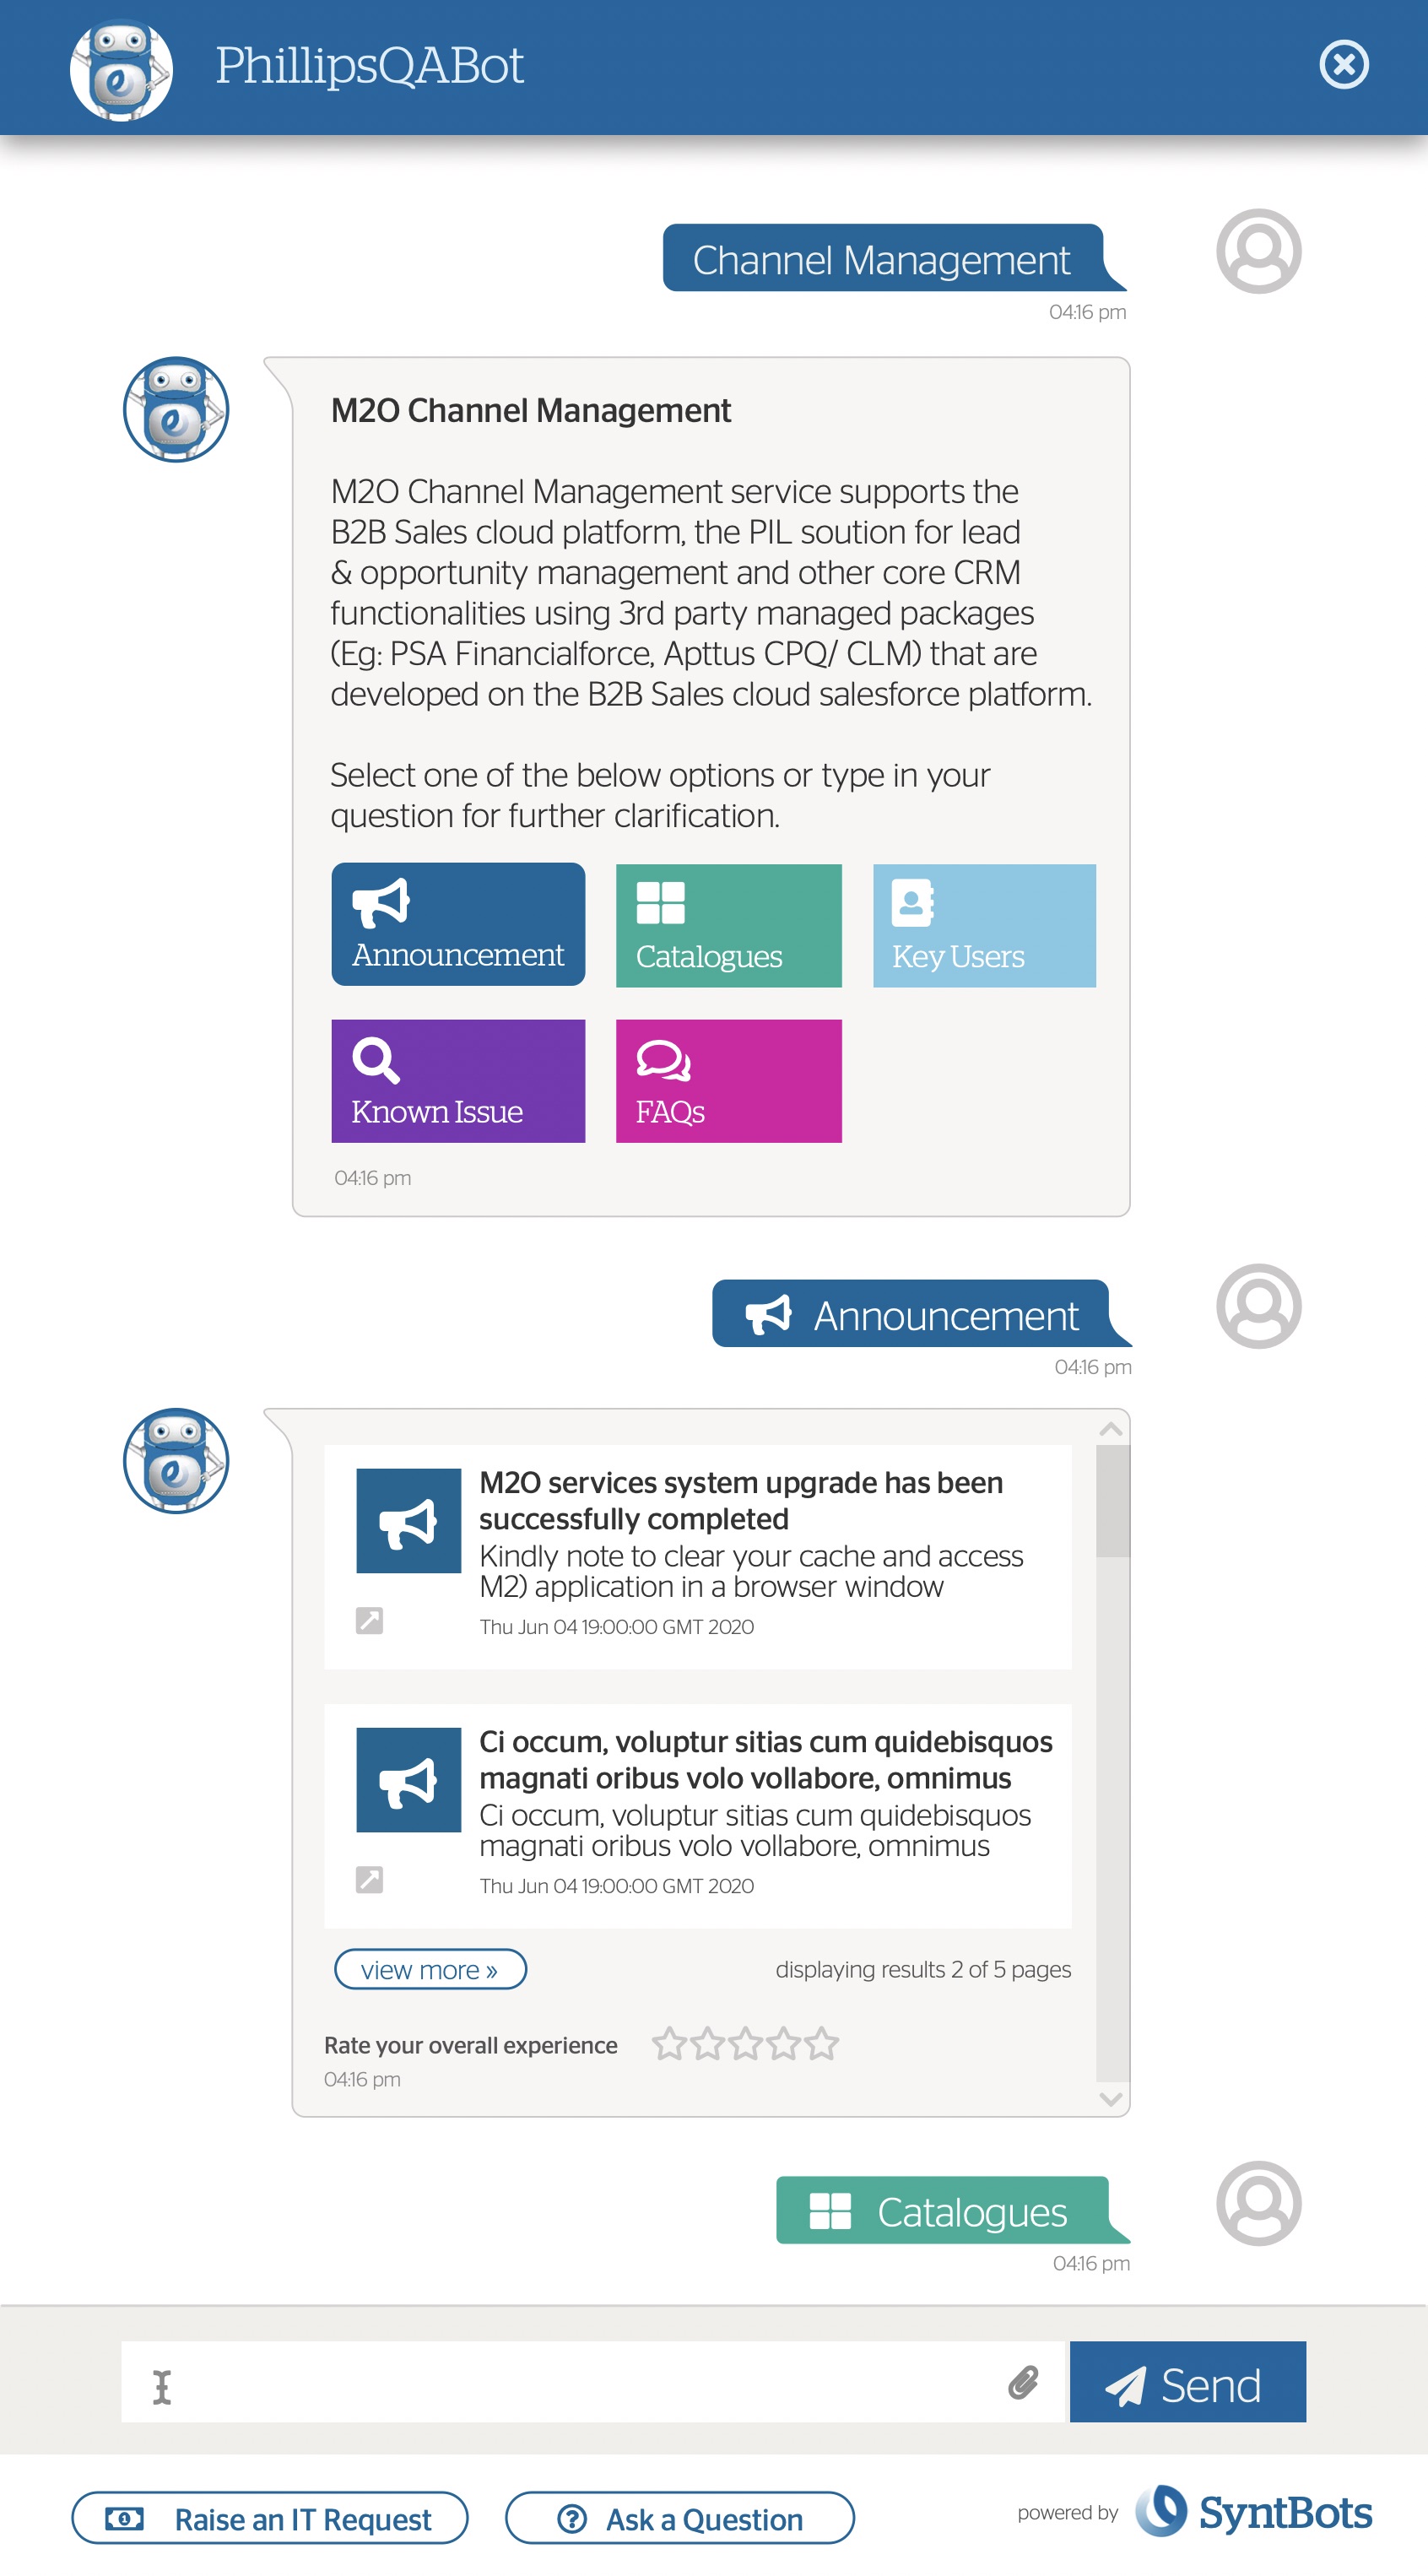 PhillipsQABot
Channel Management
04:16 pm
M2O Channel Management
M2O Channel Management service supports the
B2B Sales cloud platform, the PIL soution for lead
& opportunity management and other core CRM
functionalities using 3rd party managed packages
(Eg: PSA Financialforce, Apttus CPQ/ CLM) that are
developed on the B2B Sales cloud salesforce platform.
Select one of the below options or type in your
question for further clarification.
Announcement
Catalogues
Key Users
Known Issue
FAQs
04:16 pm
Announcement
04:16 pm
M2O services system upgrade has been
successfully completed
Kindly note to clear your cache and access
M2) application in a browser window
Thu Jun 04 19:00:00 GMT 2020
Ci occum, voluptur sitias cum quidebisquos
magnati oribus volo vollabore, omnimus
Ci occum, voluptur sitias cum quidebisquos
magnati oribus volo vollabore, omnimus
Thu Jun 04 19:00:00 GMT 2020
view more »
displaying results 2 of 5 pages
Rate your overall experience
04:16 pm
Catalogues
04:16 pm
Send
Raise an IT Request
Ask a Question
powered by
SyntBots